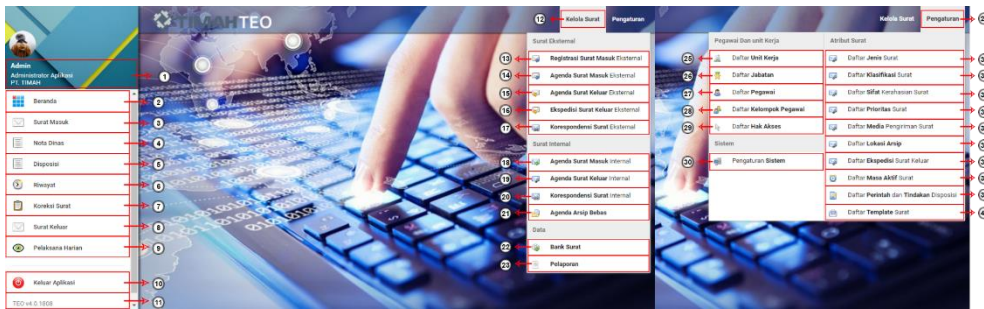 TIMAH TEO
Admin
Administrator Aplikasi
PT. TIMAH
1
Beranda
2
Surat Masuk
3
Nota Dinas
4
Disposisi
5
Riwayat
6
Koreksi Surat
7
Surat Keluar
8
Pelaksana Harian
9
Keluar Aplikasi
10
TEO v4.0.1808
11
12
Kelola Surat
Pengaturan
Surat Eksternal
13
Registrasi Surat Masuk Eksternal
14
Agenda Surat Masuk Eksternal
15
Agenda Surat Keluar Eksternal
16
Ekspedisi Surat Keluar Eksternal
17
Korespondensi Surat Eksternal
Surat Internal
18
Agenda Surat Masuk Internal
19
Agenda Surat Keluar Internal
20
Korespondensi Surat Internal
21
Agenda Arsip Bebas
Data
22
Bank Surat
23
Pelaporan
Kelola Surat
Pengaturan
Pegawai Dan unit Kerja
25
Daftar Unit Kerja
26
Daftar Jabatan
27
Daftar Pegawai
28
Daftar Kelompok Pegawai
29
Daftar Hak Akses
Sistem
30
Pengaturan Sistem
Atribut Surat
Daftar Jenis Surat
Daftar Klasifikasi Surat
Daftar Sifat Kerahasian Surat
Daftar Prioritas Surat
Daftar Media Pengiriman Surat
Daftar Lokasi Arsip
Daftar Ekspedisi Surat Keluar
Daftar Masa Aktif Surat
Daftar Perintah dan Tindakan Disposisi
Daftar Template Surat